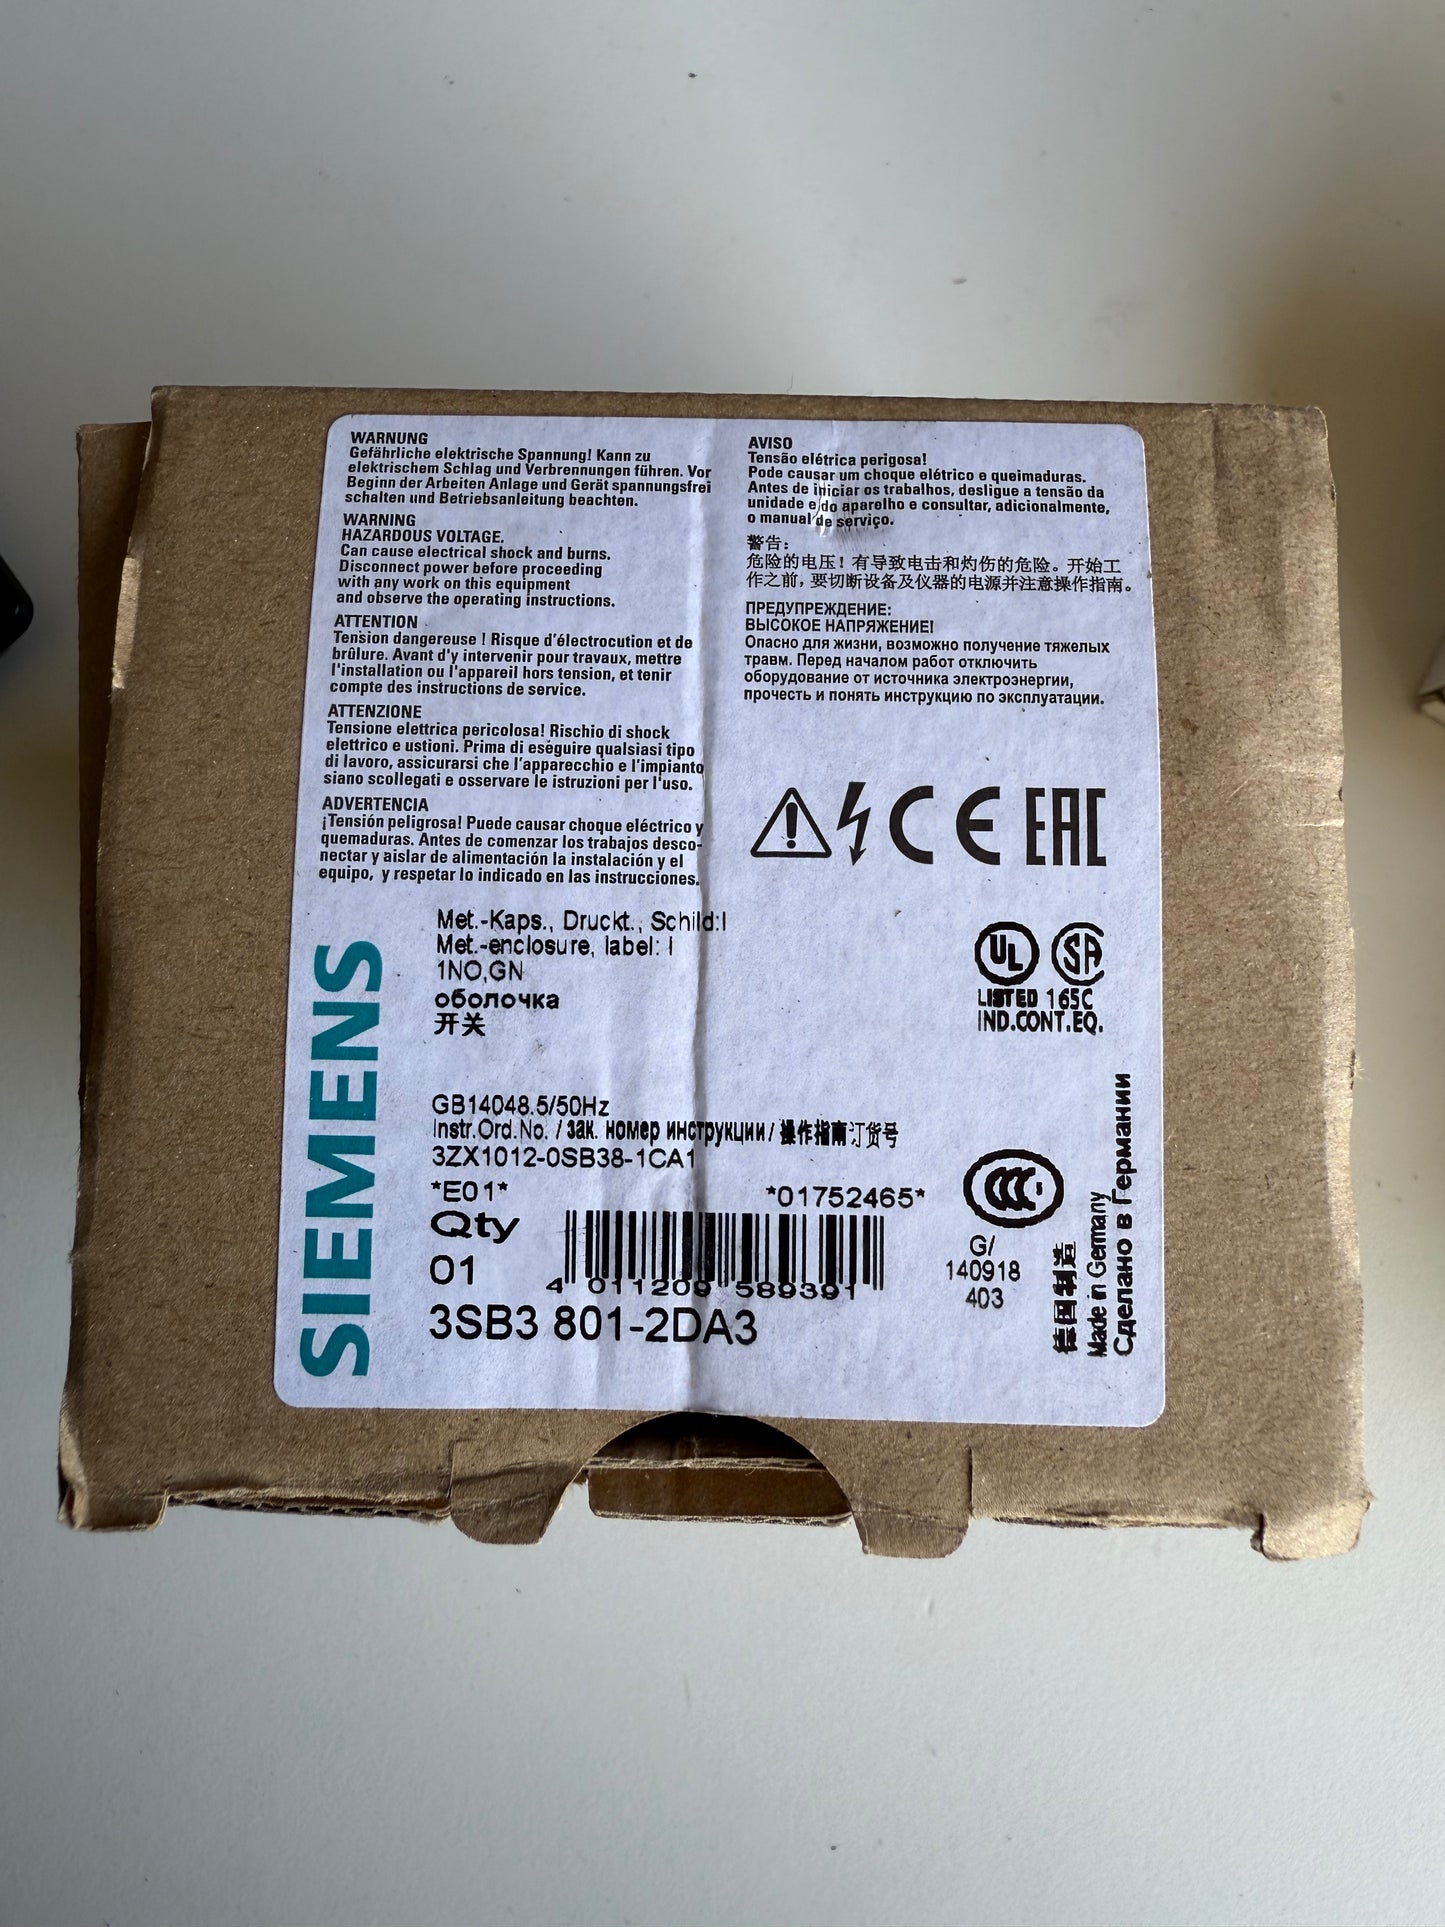 WARNUNG
Gefährliche elektrische Spannung! Kann zu
elektrischem Schlag und Verbrennungen führen. Vor
Beginn der Arbeiten Anlage und Gerät spannungsfrei
schalten und Betriebsanleitung beachten.
WARNING
HAZARDOUS VOLTAGE.
Can cause electrical shock and burns.
Disconnect power before proceeding
with any work on this equipment
and observe the operating instructions.
ATTENTION
Tension dangereuse ! Risque d'électrocution et de
brûlure. Avant d'y intervenir pour travaux, mettre
l'installation ou l'appareil hors tension, et tenir
compte des instructions de service.
ATTENZIONE
Tensione elettrica pericolosa! Rischio di shock
elettrico e ustioni. Prima di eseguire qualsiasi tipo
di lavoro, assicurarsi che l'apparecchio e l'impianto
siano scollegati e osservare le istruzioni per l'uso.
ADVERTENCIA
¡Tensión peligrosa! Puede causar choque eléctrico y
quemaduras. Antes de comenzar los trabajos desco-
nectar y aislar de alimentación la instalación y el
equipo, y respetar lo indicado en las instrucciones.
AVISO
Tensão elétrica perigosa!
Pode causar um choque elétrico e queimaduras.
Antes de iniciar os trabalhos, desligue a tensão da
unidade e do aparelho e consultar, adicionalmente,
o manual de serviço.
警告:
危险的电压! 有导致电击和灼伤的危险。开始工
作之前, 要切断设备及仪器的电源并注意操作指南。
ПРЕДУПРЕЖДЕНИЕ:
ВЫСОКОЕ НАПРЯЖЕНИЕ!
Опасно для жизни, возможно получение тяжелых
травм. Перед началом работ отключить
оборудование от источника электроэнергии,
прочесть и понять инструкцию по эксплуатации.
CE EAC
SIEMENS
Met.-Kaps., Druckt., Schild:I
Met.-enclosure, label: I
1NO,GN
оболочка
开关
UL SA
LISTED 165C
IND.CONT.EQ.
GB14048.5/50Hz
Instr.Ord.No. / зак. номер инструкции / 操作指南订货号
3ZX1012-0SB38-1CA1
*E01* *01752465*
Qty
01
4 011209 589391
3SB3 801-2DA3
CCC
G/
140918
403
德国制造
Made in Germany
Сделано в Германии